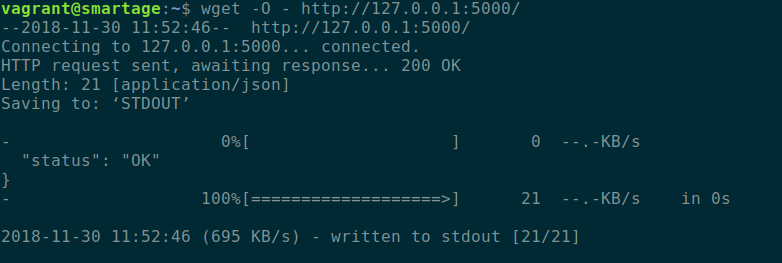 vagrant@smartage:~$ wget -O - http://127.0.0.1:5000/
--2018-11-30 11:52:46--  http://127.0.0.1:5000/
Connecting to 127.0.0.1:5000... connected.
HTTP request sent, awaiting response... 200 OK
Length: 21 [application/json]
Saving to: ‘STDOUT’
-                     0%[                    ]       0  --.-KB/s
  "status": "OK"
}
-                   100%[===================>]      21  --.-KB/s    in 0s
2018-11-30 11:52:46 (695 KB/s) - written to stdout [21/21]